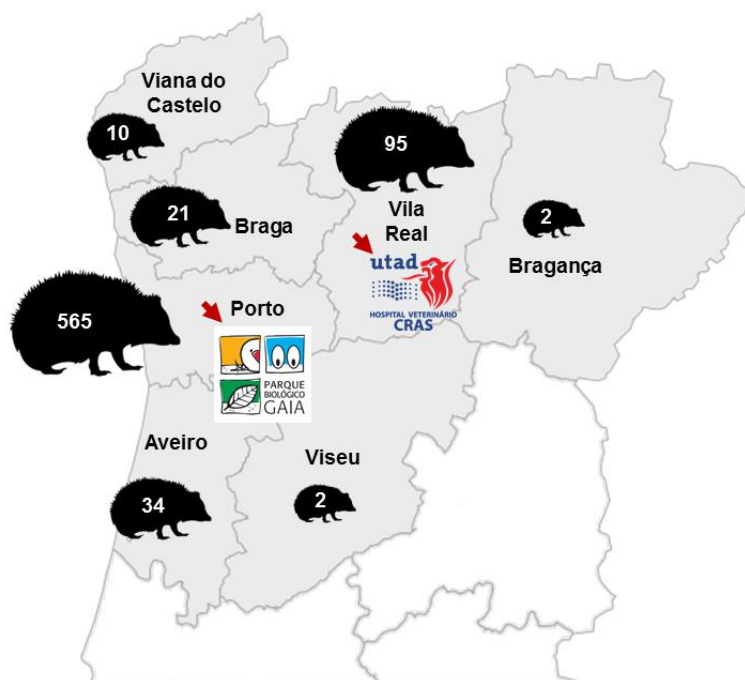 Viana do
Castelo
10
95
21
Braga
Vila
Real
2
Bragança
utad
HOSPITAL VETERINÁRIO
CRAS
565
Porto
PARQUE
BIOLÓGICO
GAIA
Aveiro
34
Viseu
2